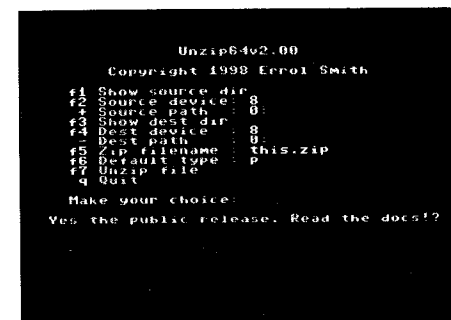 Unzip64v2.00
Copyright 1998 Errol Smith
f1 Show source dir
f2 Source device: 8
+ Source path : 0:
f3 Show dest dir
f4 Dest device : 8
- Dest path : 0:
f5 Zip filename : this.zip
f6 Default type : p
f7 Unzip file
q Quit
Make your choice:
Yes the public release. Read the docs!?